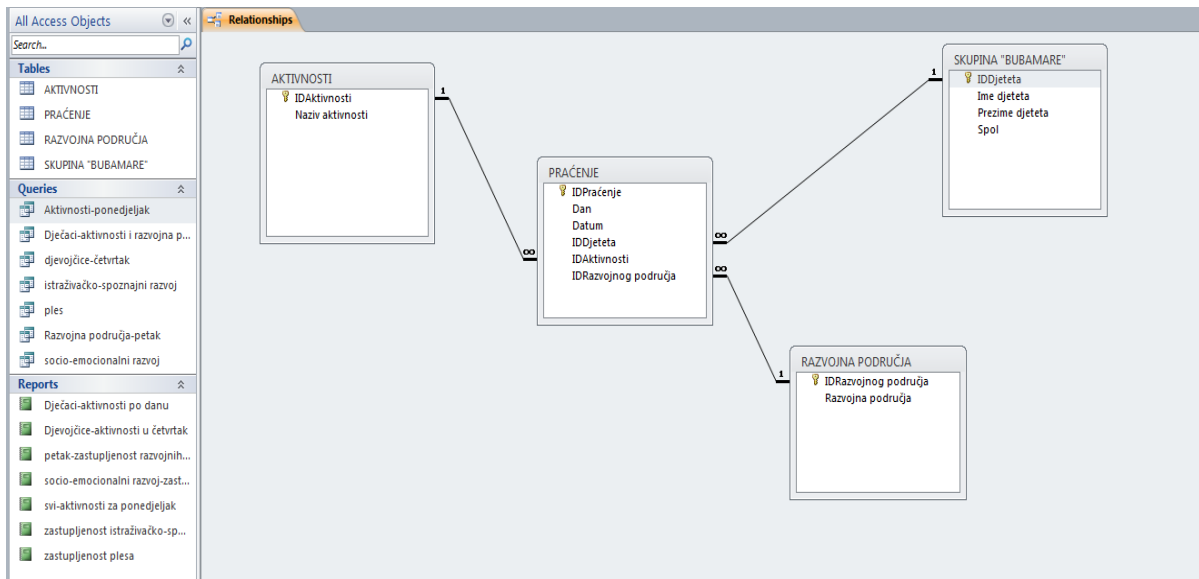 All Access Objects
Search...
Tables
AKTIVNOSTI
PRAĆENJE
RAZVOJNA PODRUČJA
SKUPINA "BUBAMARE"
Queries
Aktivnosti-ponedjeljak
Dječaci-aktivnosti i razvojna p...
djevojčice-četvrtak
istraživačko-spoznajni razvoj
ples
Razvojna područja-petak
socio-emocionalni razvoj
Reports
Dječaci-aktivnosti po danu
Djevojčice-aktivnosti u četvrtak
petak-zastupljenost razvojnih...
socio-emocionalni razvoj-zast...
svi-aktivnosti za ponedjeljak
zastupljenost istraživačko-sp...
zastupljenost plesa
Relationships
AKTIVNOSTI
IDAktivnosti
Naziv aktivnosti
1
∞
PRAĆENJE
IDPraćenje
Dan
Datum
IDDjeteta
IDAktivnosti
IDRazvojnog područja
∞
∞
1
SKUPINA "BUBAMARE"
IDDjeteta
Ime djeteta
Prezime djeteta
Spol
1
RAZVOJNA PODRUČJA
IDRazvojnog područja
Razvojna područja